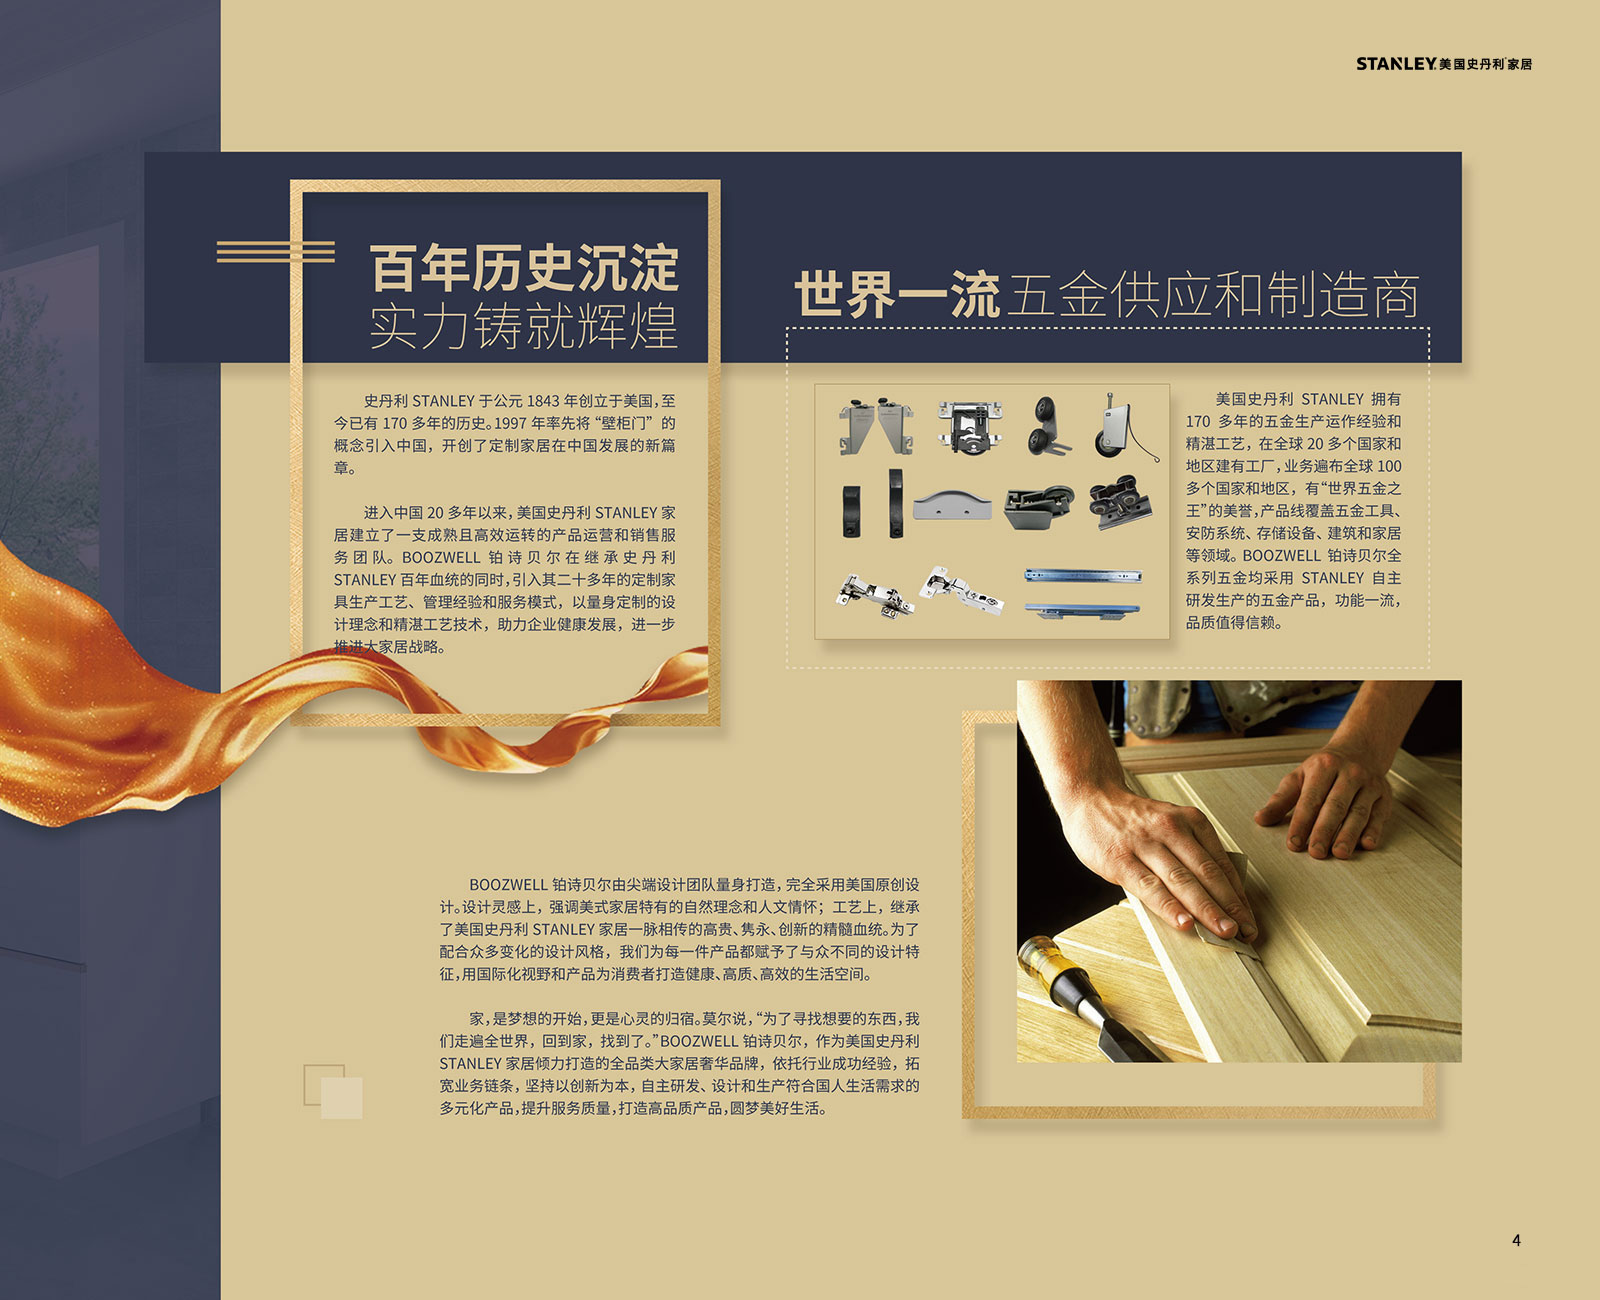 STANLEY.美国史丹利家居
百年历史沉淀
实力铸就辉煌
史丹利 STANLEY 于公元 1843 年创立于美国，至
今已有 170 多年的历史。1997 年率先将“壁柜门”的
概念引入中国，开创了定制家居在中国发展的新篇
章。
进入中国 20 多年以来，美国史丹利 STANLEY 家
居建立了一支成熟且高效运转的产品运营和销售服
务团队。BOOZWELL 铂诗贝尔在继承史丹利
STANLEY 百年血统的同时，引入其二十多年的定制家
具生产工艺、管理经验和服务模式，以量身定制的设
计理念和精湛工艺技术，助力企业健康发展，进一步
推进大家居战略。
世界一流五金供应和制造商
美国史丹利 STANLEY 拥有
170 多年的五金生产运作经验和
精湛工艺，在全球 20 多个国家和
地区建有工厂，业务遍布全球 100
多个国家和地区，有“世界五金之
王”的美誉，产品线覆盖五金工具、
安防系统、存储设备、建筑和家居
等领域。BOOZWELL 铂诗贝尔全
系列五金均采用 STANLEY 自主
研发生产的五金产品，功能一流，
品质值得信赖。
BOOZWELL 铂诗贝尔由尖端设计团队量身打造，完全采用美国原创设
计。设计灵感上，强调美式家居特有的自然理念和人文情怀；工艺上，继承
了美国史丹利 STANLEY 家居一脉相传的高贵、隽永、创新的精髓血统。为了
配合众多变化的设计风格，我们为每一件产品都赋予了与众不同的设计特
征，用国际化视野和产品为消费者打造健康、高质、高效的生活空间。
家，是梦想的开始，更是心灵的归宿。莫尔说，“为了寻找想要的东西，我
们走遍全世界，回到家，找到了。”BOOZWELL 铂诗贝尔，作为美国史丹利
STANLEY 家居倾力打造的全品类大家居奢华品牌，依托行业成功经验，拓
宽业务链条，坚持以创新为本，自主研发、设计和生产符合国人生活需求的
多元化产品，提升服务质量，打造高品质产品，圆梦美好生活。
4